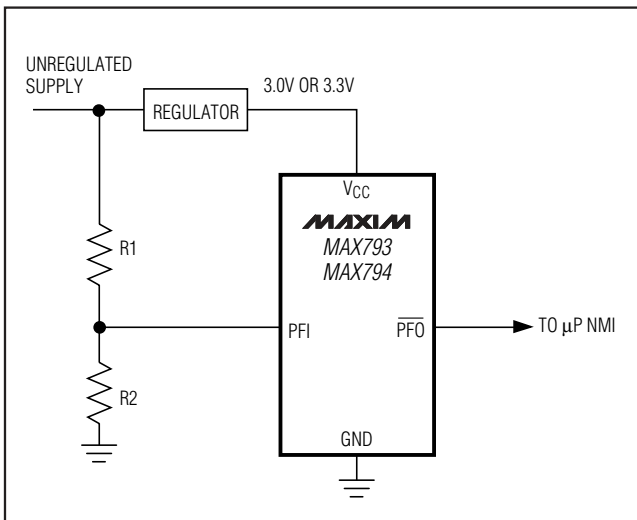 UNREGULATED
SUPPLY
REGULATOR
3.0V OR 3.3V
VCC
MAXIM
MAX793
MAX794
R1
PFI
P̅F̅O̅
TO µP NMI
R2
GND